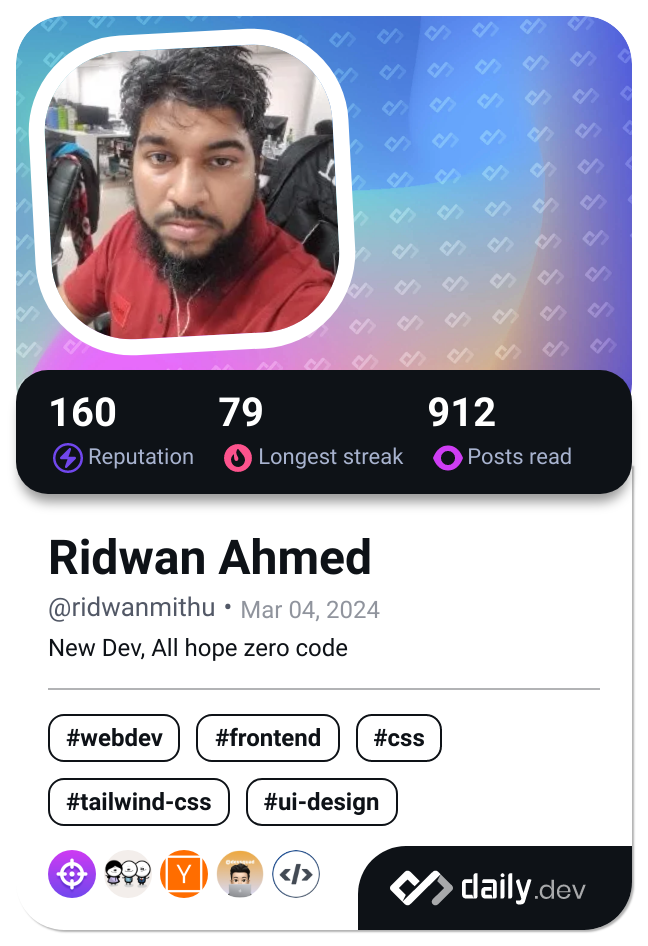 160 79 912
Reputation Longest streak Posts read
Ridwan Ahmed
@ridwanmithu • Mar 04, 2024
New Dev, All hope zero code
#webdev #frontend #css
#tailwind-css #ui-design
Y </>
daily.dev